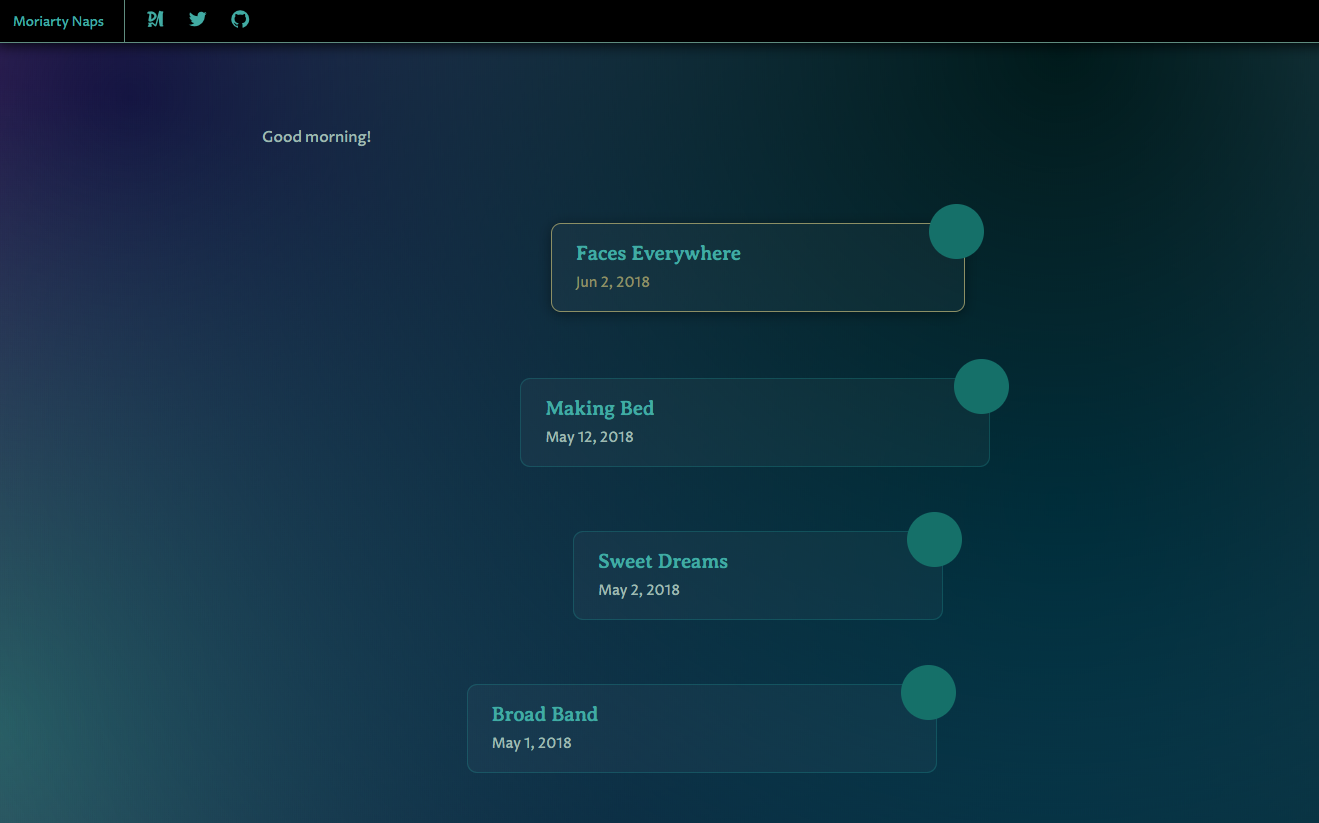 Moriarty Naps
Good morning!
Faces Everywhere
Jun 2, 2018
Making Bed
May 12, 2018
Sweet Dreams
May 2, 2018
Broad Band
May 1, 2018